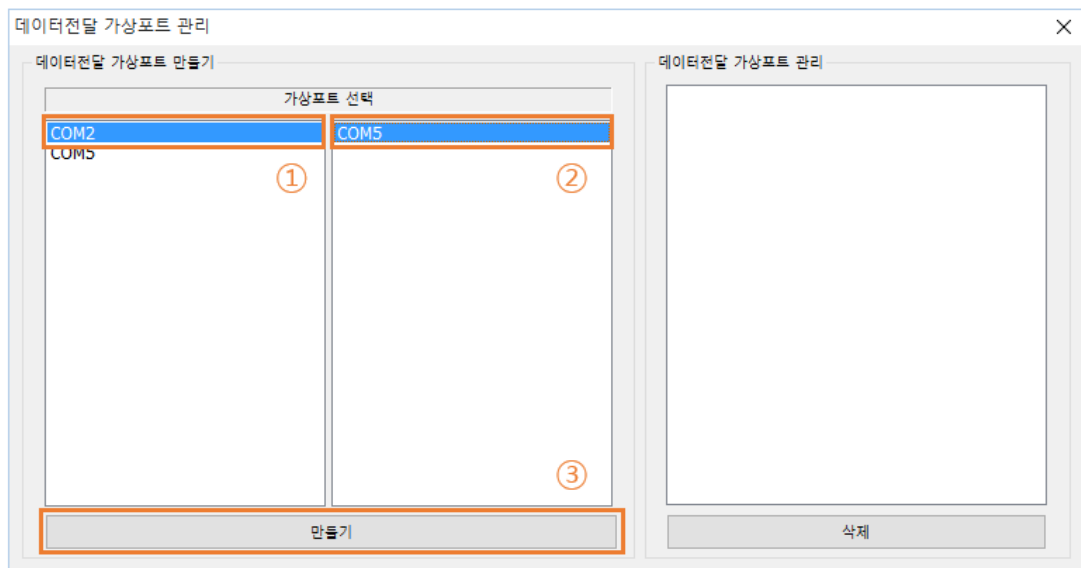 데이터전달 가상포트 관리
데이터전달 가상포트 만들기
가상포트 선택
COM2
COM5
①
COM5
②
③
만들기
데이터전달 가상포트 관리
삭제